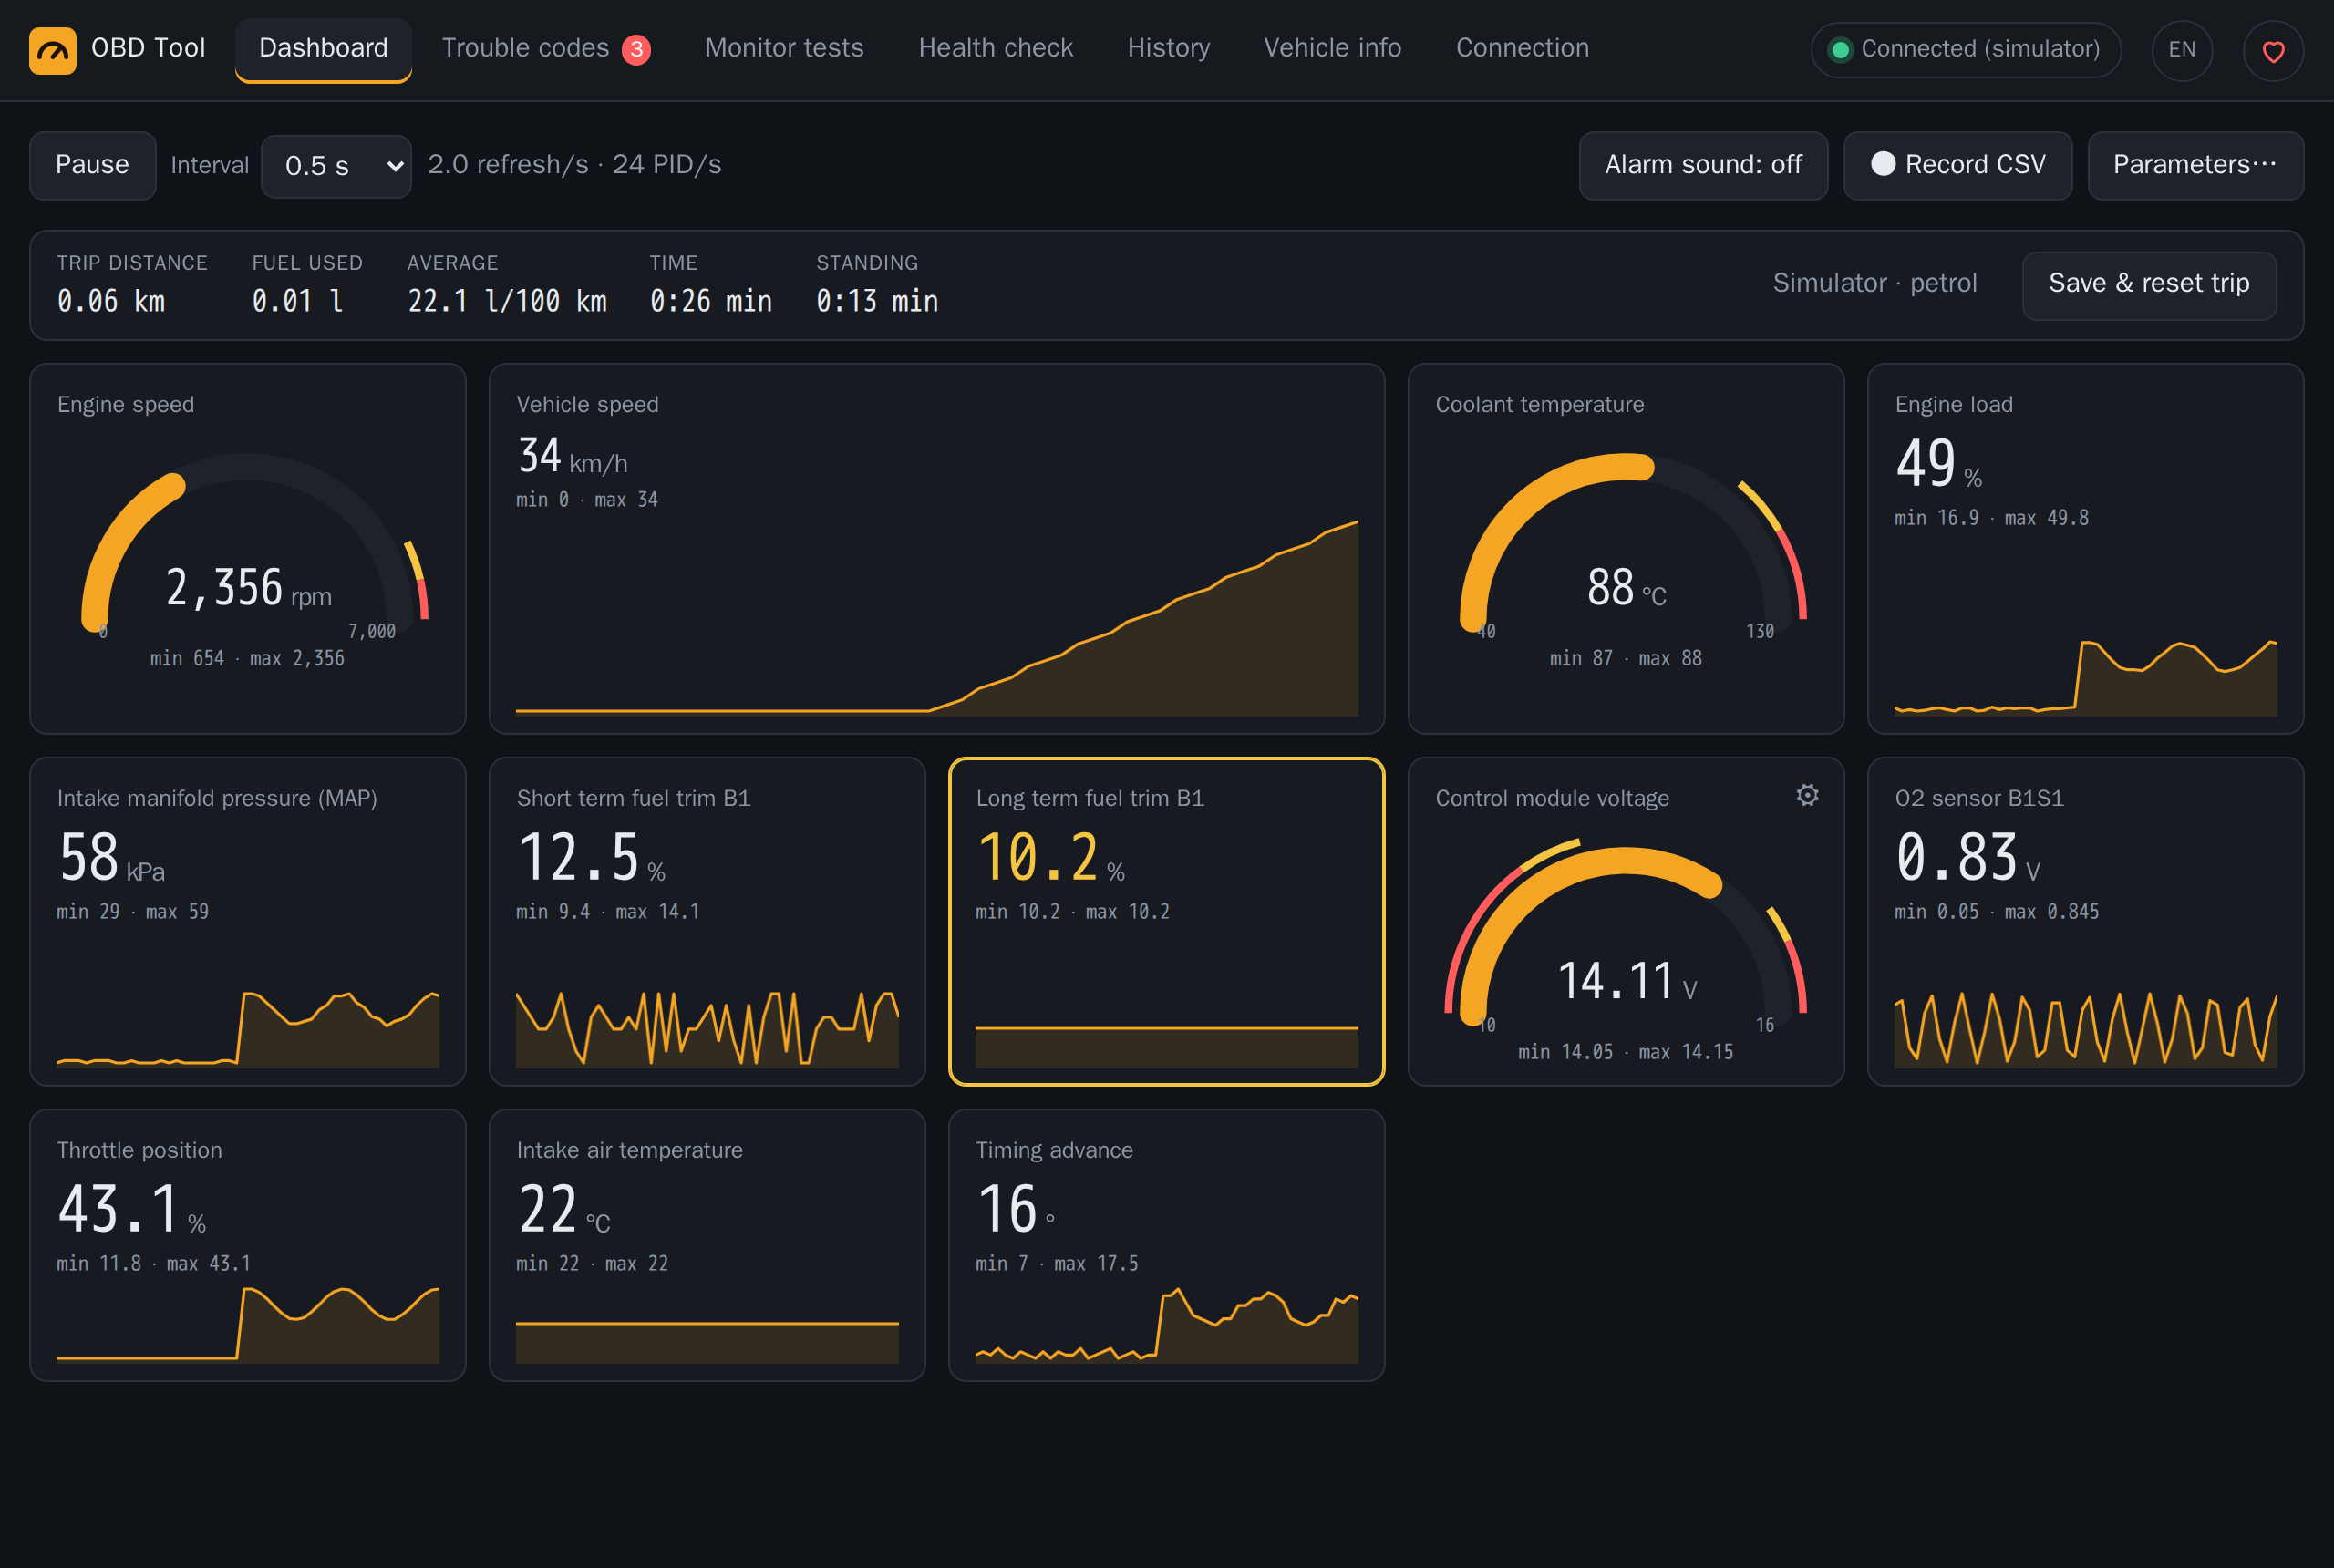 OBD Tool
Dashboard
Trouble codes 3
Monitor tests
Health check
History
Vehicle info
Connection
Connected (simulator)
EN
Pause
Interval
0.5 s
2.0 refresh/s · 24 PID/s
Alarm sound: off
Record CSV
Parameters···
TRIP DISTANCE
0.06 km
FUEL USED
0.01 l
AVERAGE
22.1 l/100 km
TIME
0:26 min
STANDING
0:13 min
Simulator · petrol
Save & reset trip
Engine speed
2,356 rpm
0
7,000
min 654 · max 2,356
Vehicle speed
34 km/h
min 0 · max 34
Coolant temperature
88 °C
40
130
min 87 · max 88
Engine load
49 %
min 16.9 · max 49.8
Intake manifold pressure (MAP)
58 kPa
min 29 · max 59
Short term fuel trim B1
12.5 %
min 9.4 · max 14.1
Long term fuel trim B1
10.2 %
min 10.2 · max 10.2
Control module voltage
14.11 V
10
16
min 14.05 · max 14.15
O2 sensor B1S1
0.83 V
min 0.05 · max 0.845
Throttle position
43.1 %
min 11.8 · max 43.1
Intake air temperature
22 °C
min 22 · max 22
Timing advance
16 °
min 7 · max 17.5